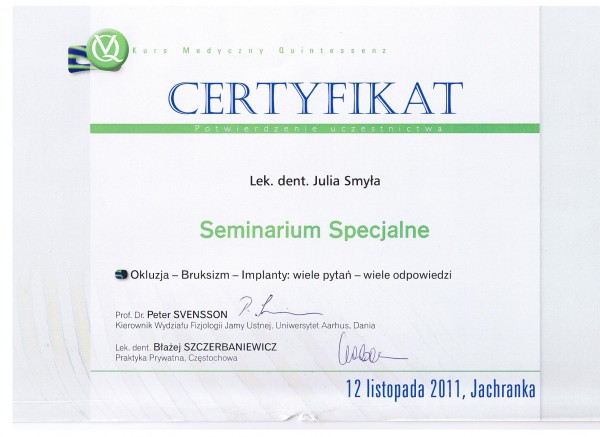 VQ
Kurs Medyczny Quintessenz
CERTYFIKAT
Potwierdzenie uczestnictwa
Lek. dent. Julia Smyła
Seminarium Specjalne
Okluzja – Bruksizm – Implanty: wiele pytań – wiele odpowiedzi
Prof. Dr. Peter SVENSSON
Kierownik Wydziału Fizjologii Jamy Ustnej, Uniwersytet Aarhus, Dania
Lek. dent. Błażej SZCZERBANIEWICZ
Praktyka Prywatna, Częstochowa
12 listopada 2011, Jachranka